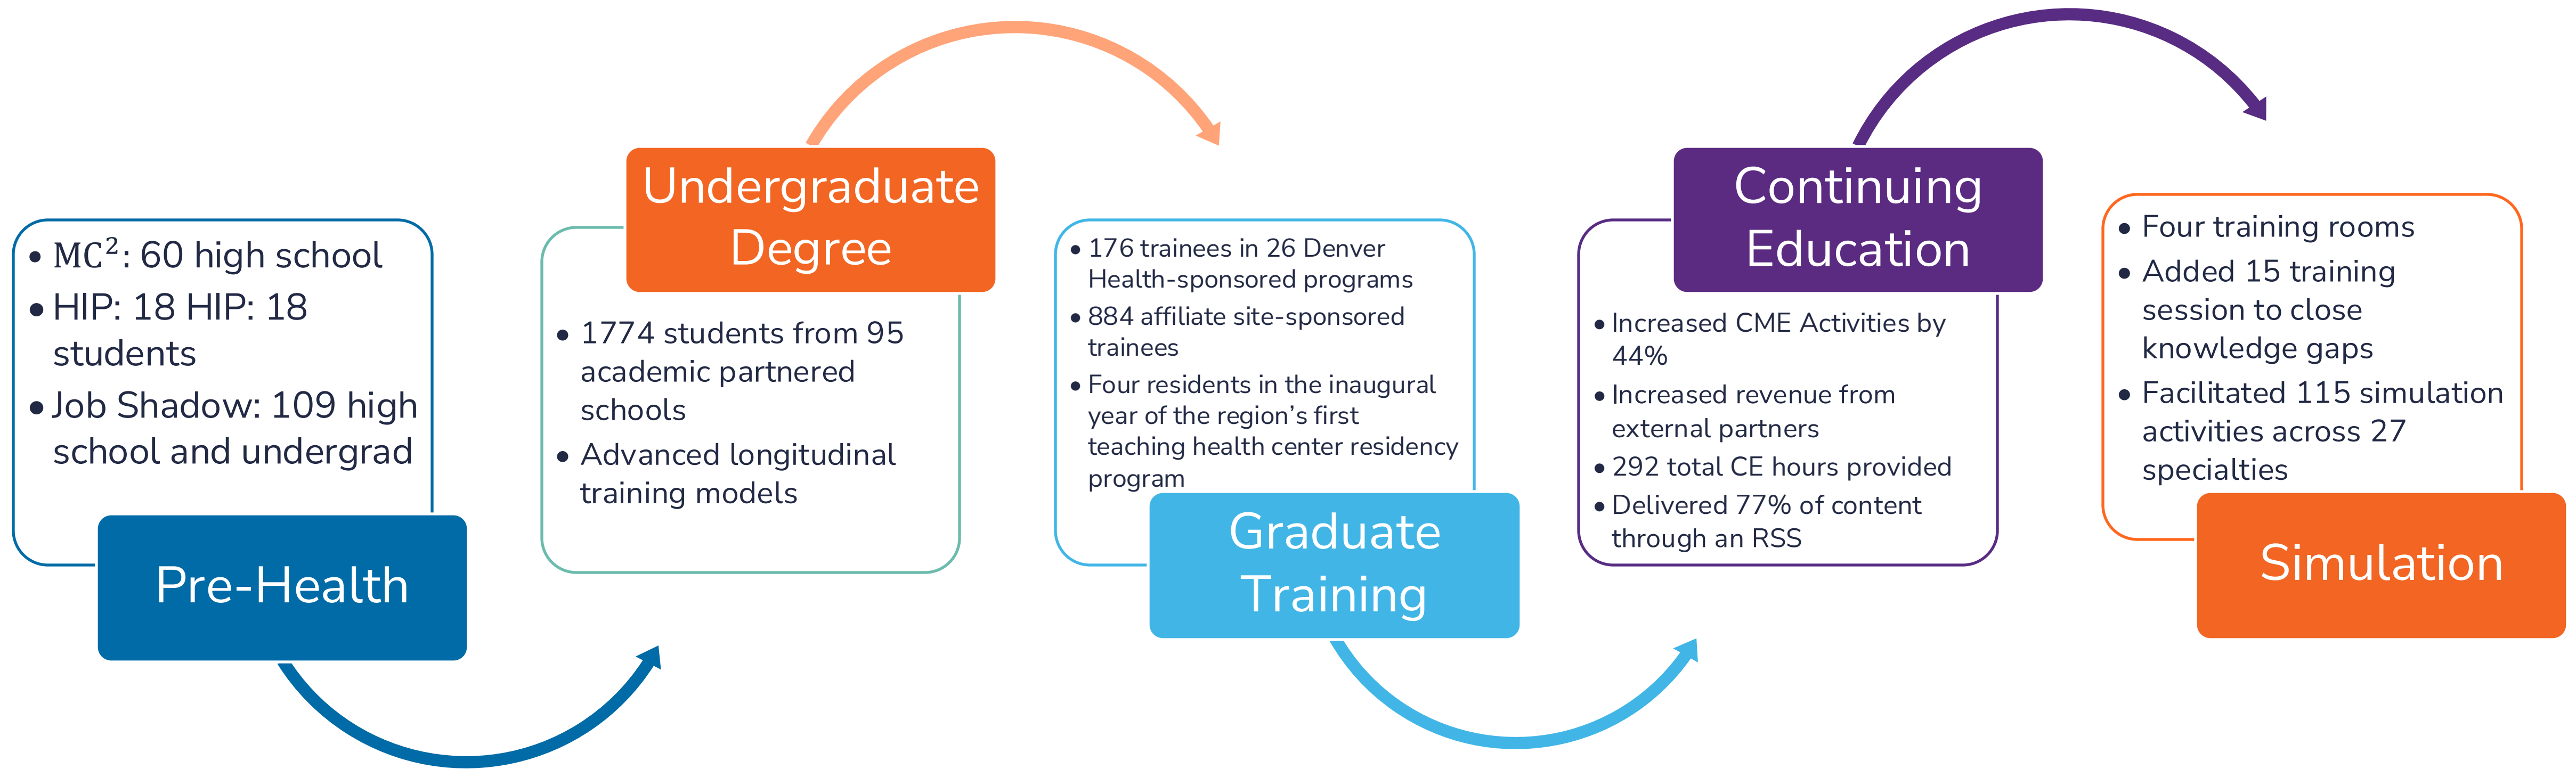 • MC²: 60 high school
• HIP: 18 HIP: 18
students
• Job Shadow: 109 high
school and undergrad
Pre-Health
Undergraduate
Degree
• 1774 students from 95
academic partnered
schools
• Advanced longitudinal
training models
• 176 trainees in 26 Denver
Health-sponsored programs
• 884 affiliate site-sponsored
trainees
• Four residents in the inaugural
year of the region’s first
teaching health center residency
program
Graduate
Training
Continuing
Education
• Increased CME Activities by
44%
• Increased revenue from
external partners
• 292 total CE hours provided
• Delivered 77% of content
through an RSS
• Four training rooms
• Added 15 training
session to close
knowledge gaps
• Facilitated 115 simulation
activities across 27
specialties
Simulation